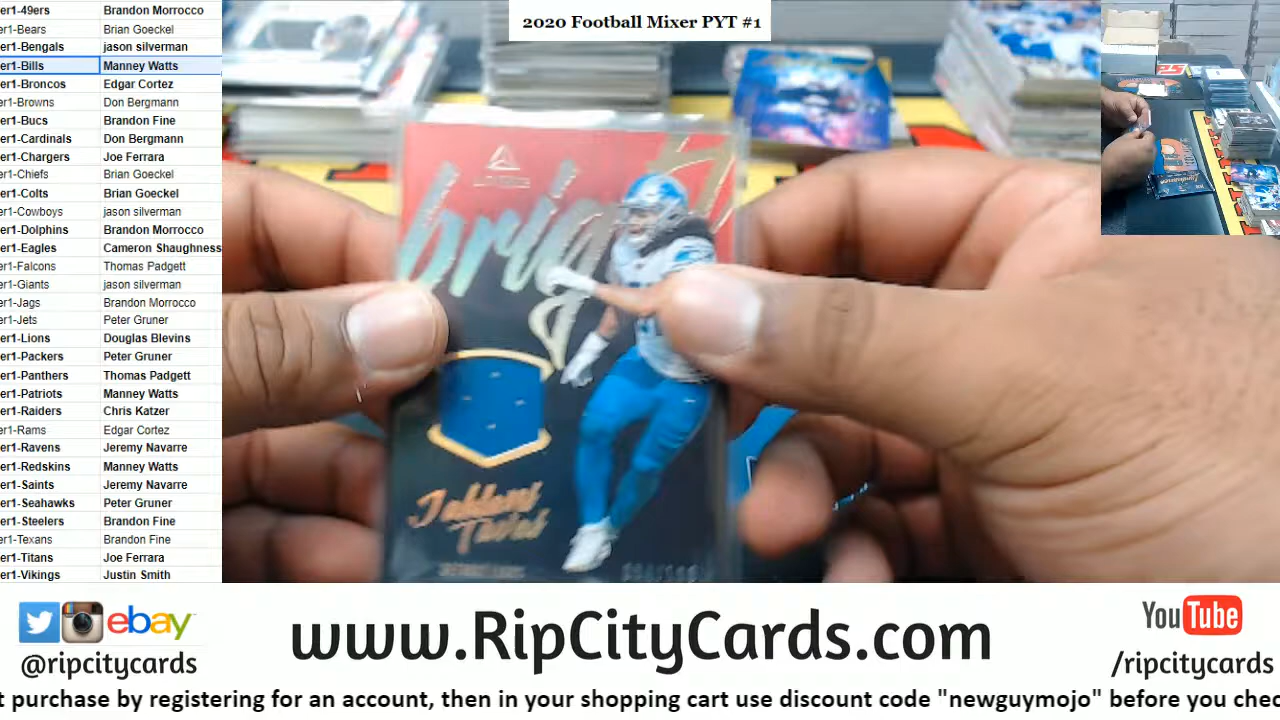 er1-49ers Brandon Morrocco
er1-Bears Brian Goeckel
er1-Bengals jason silverman
er1-Bills Manney Watts
er1-Broncos Edgar Cortez
er1-Browns Don Bergmann
er1-Bucs Brandon Fine
er1-Cardinals Don Bergmann
er1-Chargers Joe Ferrara
er1-Chiefs Brian Goeckel
er1-Colts Brian Goeckel
er1-Cowboys jason silverman
er1-Dolphins Brandon Morrocco
er1-Eagles Cameron Shaughness
er1-Falcons Thomas Padgett
er1-Giants jason silverman
er1-Jags Brandon Morrocco
er1-Jets Peter Gruner
er1-Lions Douglas Blevins
er1-Packers Peter Gruner
er1-Panthers Thomas Padgett
er1-Patriots Manney Watts
er1-Raiders Chris Katzer
er1-Rams Edgar Cortez
er1-Ravens Jeremy Navarre
er1-Redskins Manney Watts
er1-Saints Jeremy Navarre
er1-Seahawks Peter Gruner
er1-Steelers Brandon Fine
er1-Texans Brandon Fine
er1-Titans Joe Ferrara
er1-Vikings Justin Smith
2020 Football Mixer PYT #1
brig
ebay
@ripcitycards
www.RipCityCards.com
YouTube
/ripcitycards
t purchase by registering for an account, then in your shopping cart use discount code "newguymojo" before you chec